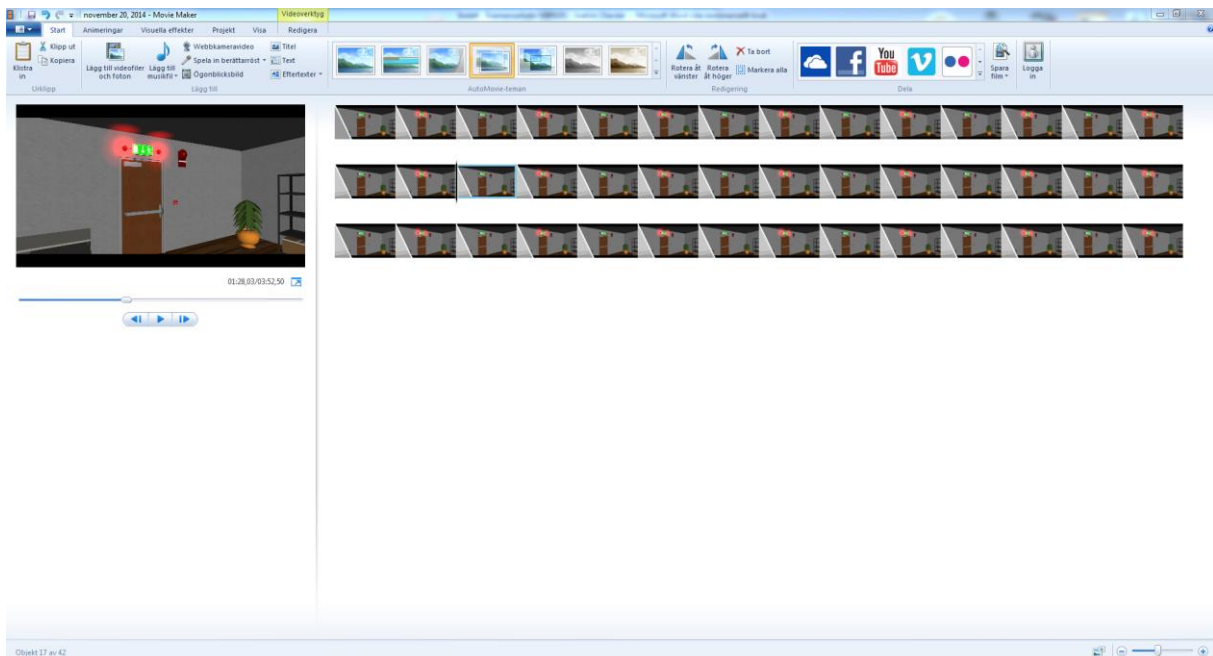 november 20, 2014 - Movie Maker
Videoverktyg
Start Animeringar Visuella effekter Projekt Visa Redigera
Klistra in
Klipp ut
Kopiera
Urklipp
Lägg till videofiler och foton
Lägg till musikfil
Webbkameravideo
Spela in berättarröst
Ögonblicksbild
Titel
Text
Eftertexter
Lägg till
AutoMovie-teman
Rotera åt vänster
Rotera åt höger
Ta bort
Markera alla
Redigering
You
Tube
Dela
Spara film
Logga in
01:28,03/03:52,50
Objekt 17 av 42